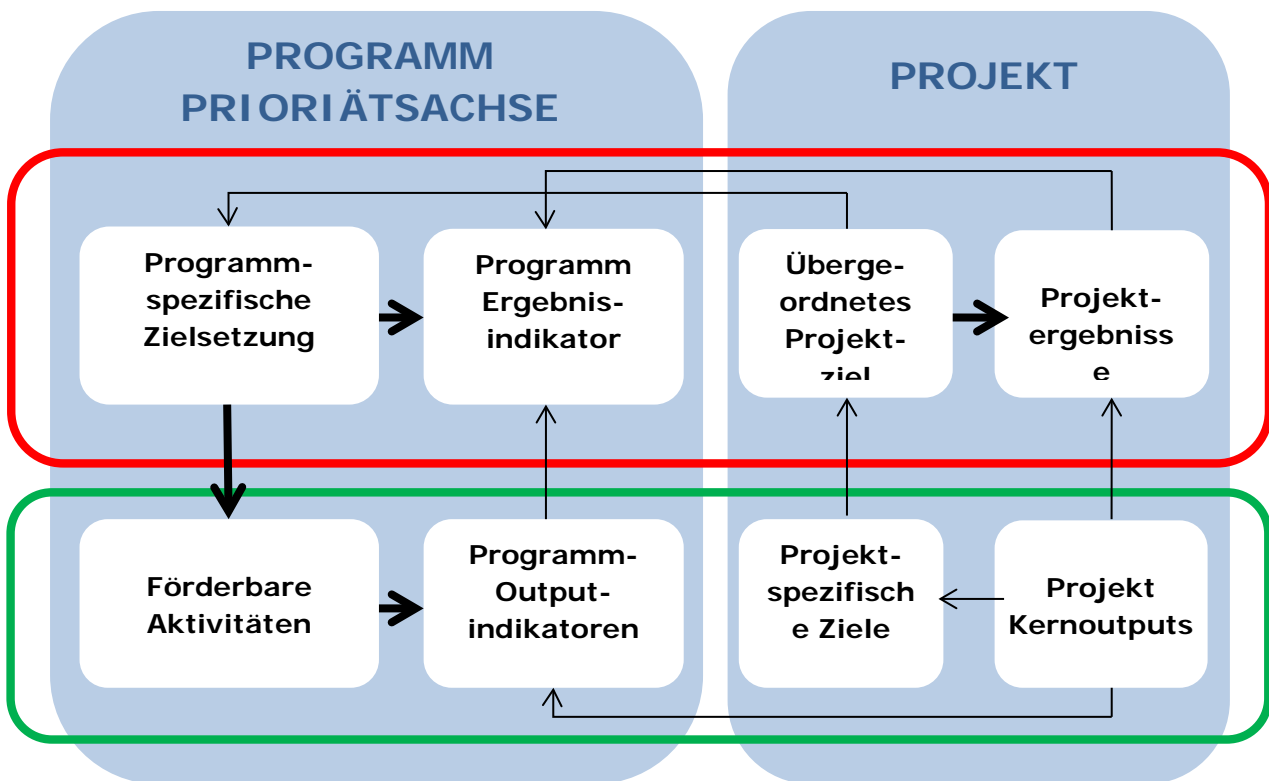 PROGRAMM
PRIORIÄTSACHSE
PROJEKT
Programm-
spezifische
Zielsetzung
Programm
Ergebnis-
indikator
Überge-
ordnetes
Projekt-
ziel
Projekt-
ergebniss
e
Förderbare
Aktivitäten
Programm-
Output-
indikatoren
Projekt-
spezifisch
e Ziele
Projekt
Kernoutputs